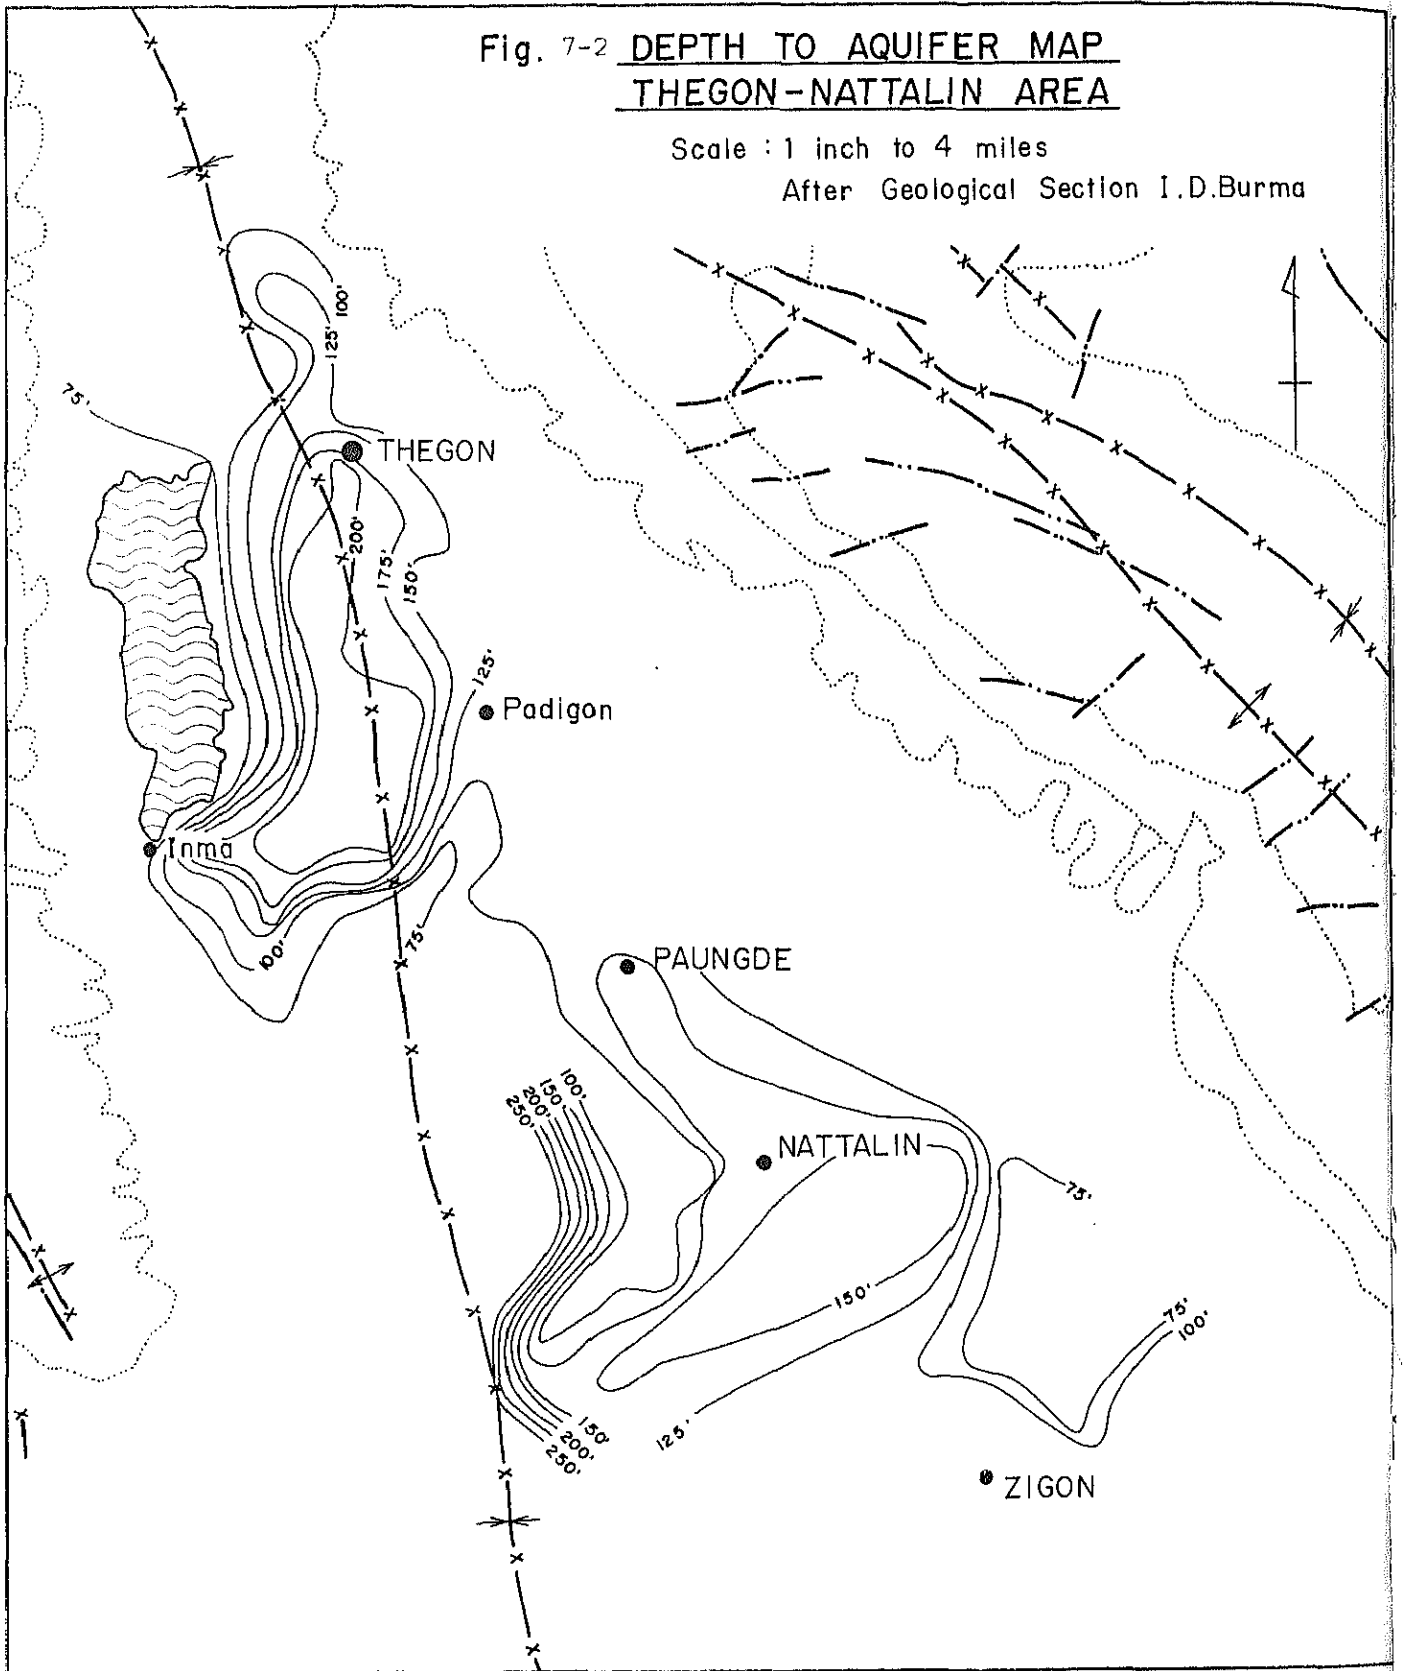 Fig. 7-2 DEPTH TO AQUIFER MAP
THEGON-NATTALIN AREA
Scale : 1 inch to 4 miles
After Geological Section I.D.Burma
100'
125'
75'
THEGON
200'
175'
150'
125'
Padigon
Inma
75'
100'
PAUNGDE
100'
150'
200'
250'
NATTALIN
75'
150'
75'
100'
150'
200'
250'
125'
ZIGON